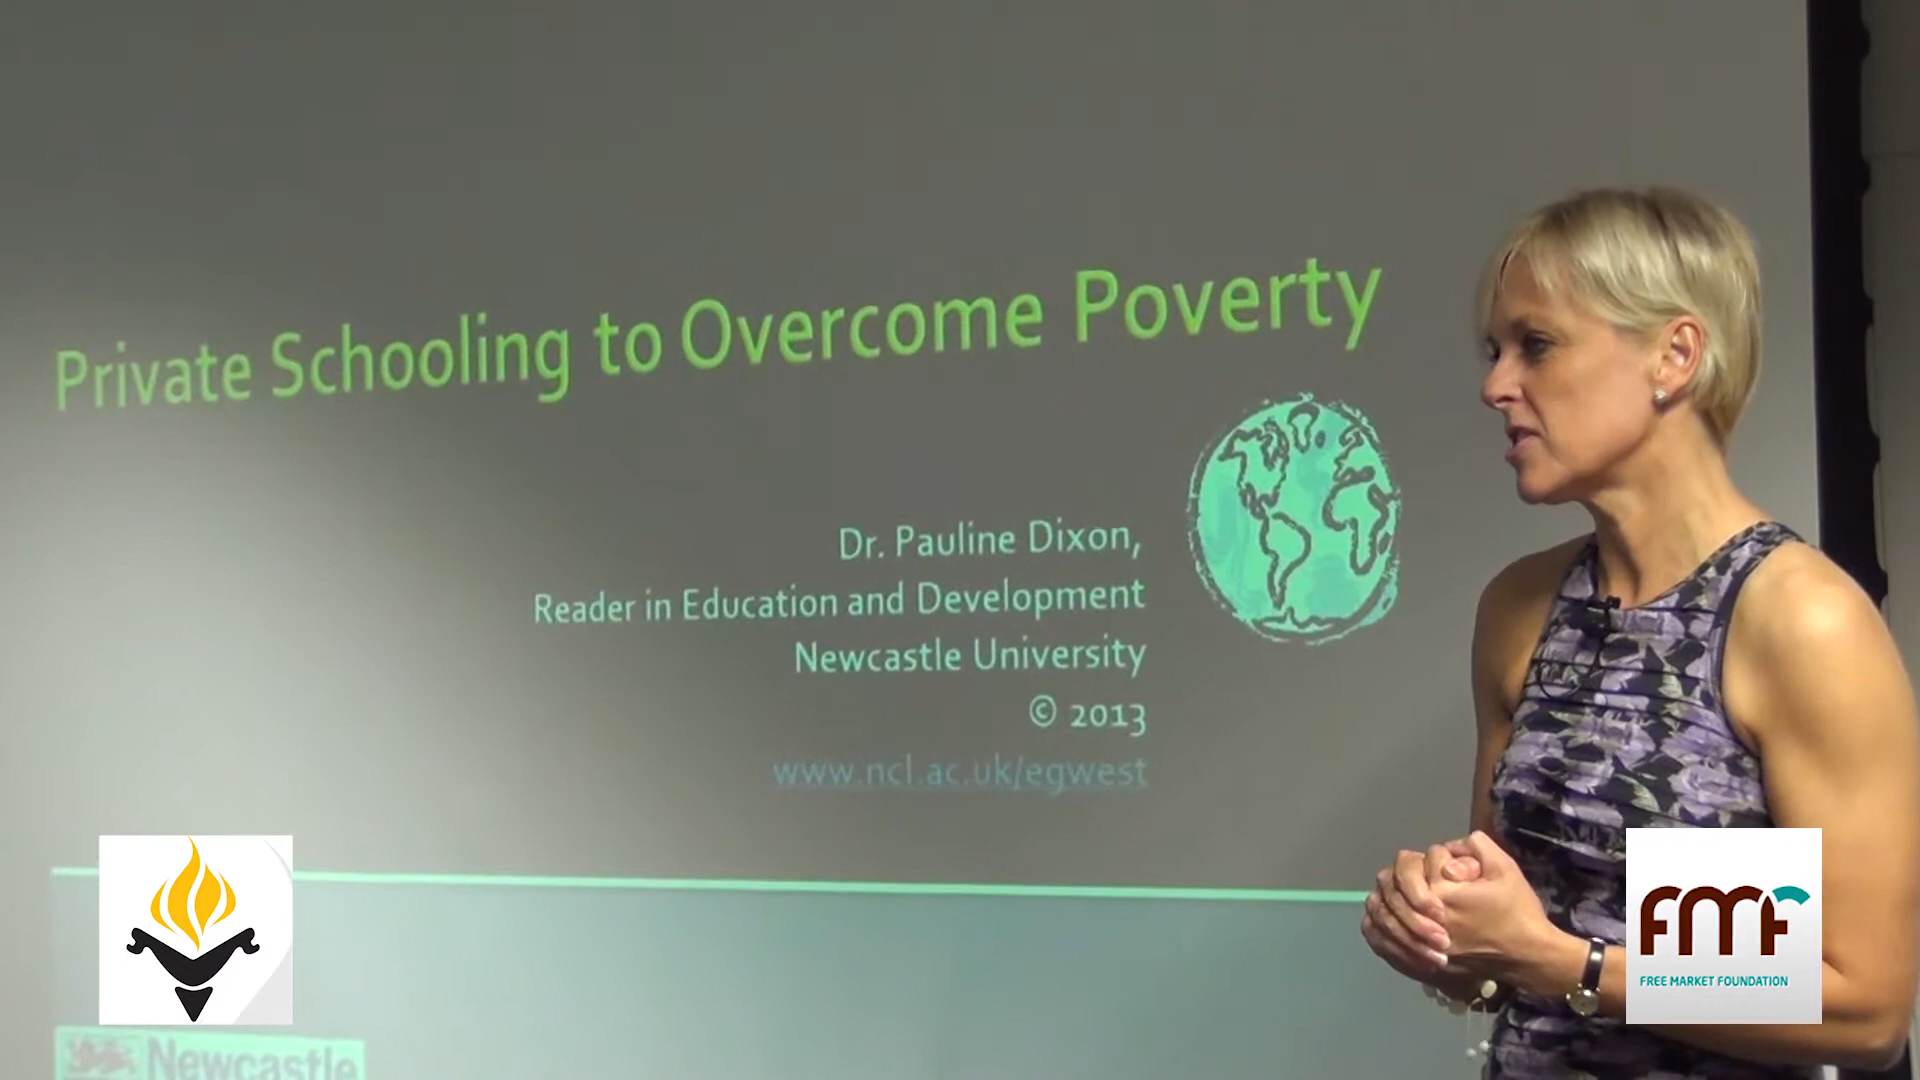 Private Schooling to Overcome Poverty
Dr. Pauline Dixon,
Reader in Education and Development
Newcastle University
© 2013
www.ncl.ac.uk/egwest
Newcastle
FMF
FREE MARKET FOUNDATION